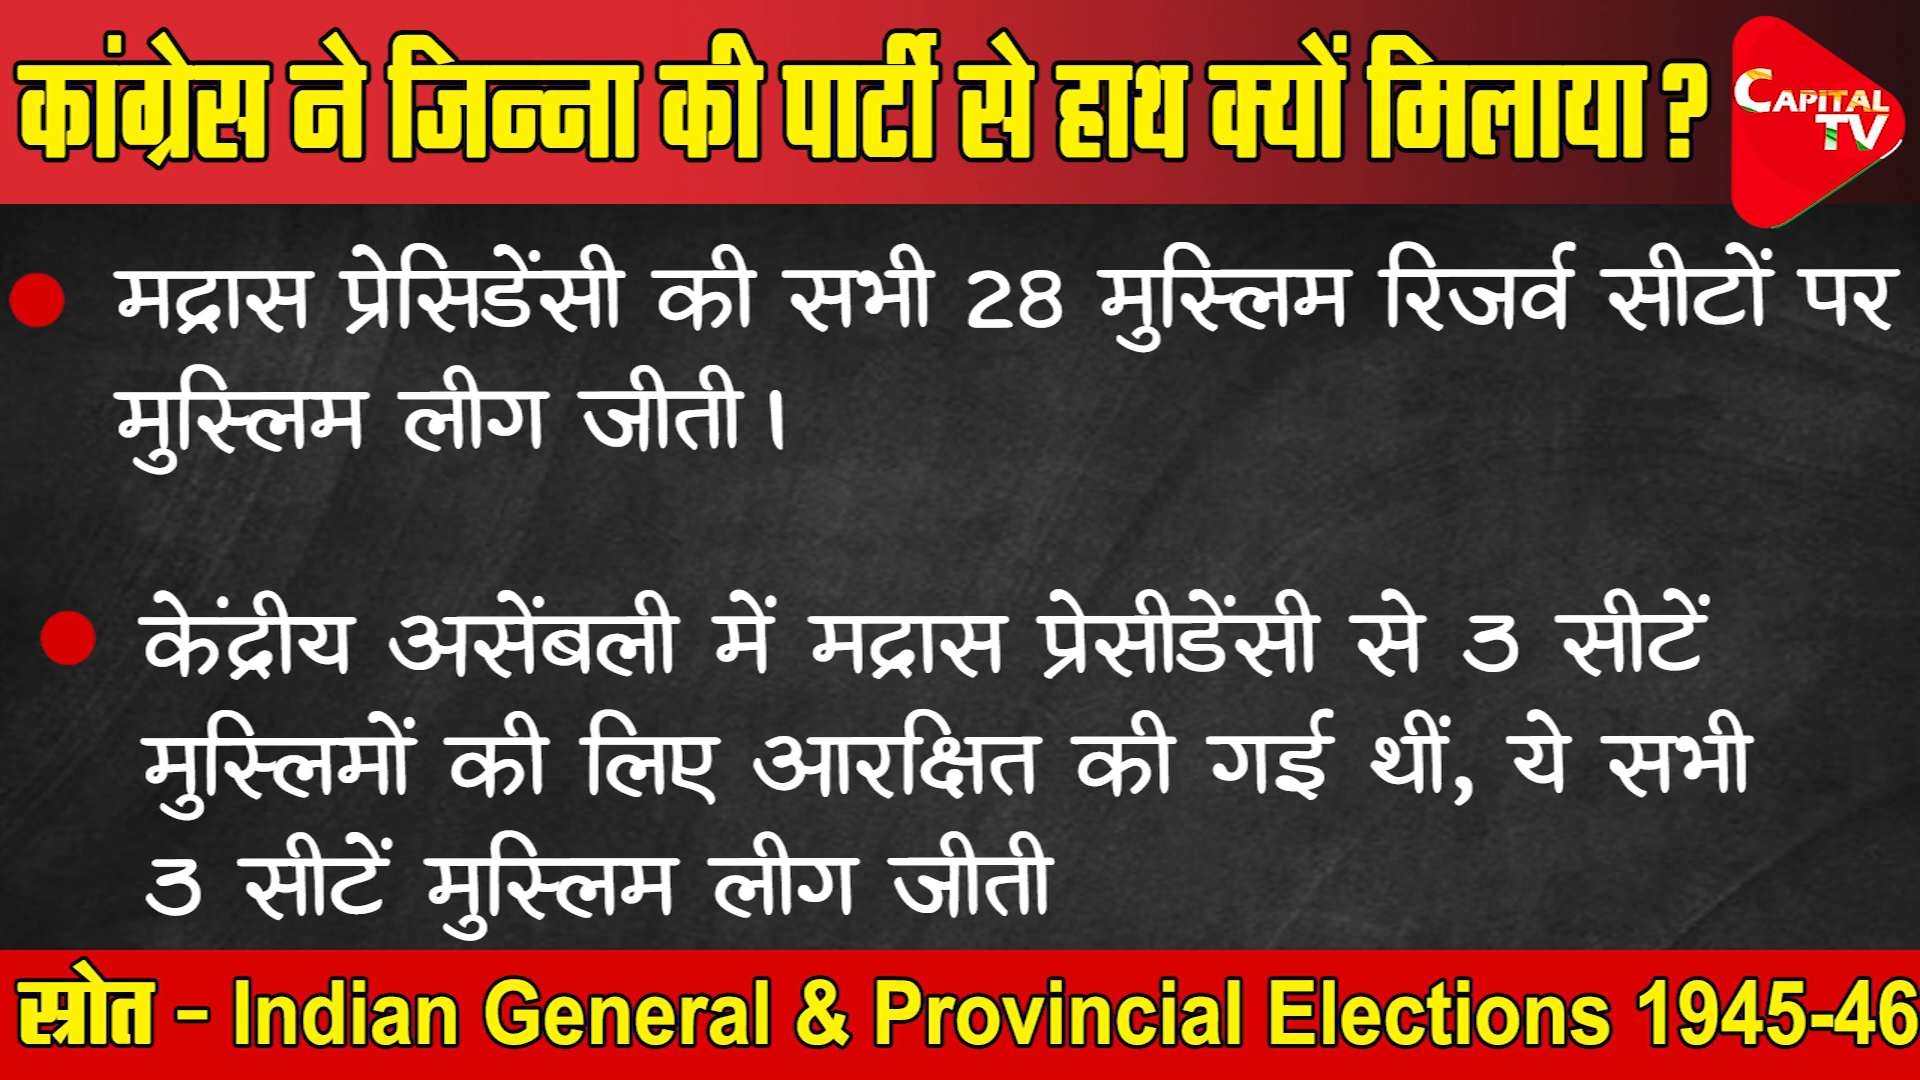 कांग्रेस ने जिन्ना की पार्टी से हाथ क्यों मिलाया?
CAPITAL
TV
मद्रास प्रेसिडेंसी की सभी 28 मुस्लिम रिजर्व सीटों पर
मुस्लिम लीग जीती।
केंद्रीय असेंबली में मद्रास प्रेसीडेंसी से 3 सीटें
मुस्लिमों की लिए आरक्षित की गई थीं, ये सभी
3 सीटें मुस्लिम लीग जीती
स्रोत - Indian General & Provincial Elections 1945-46